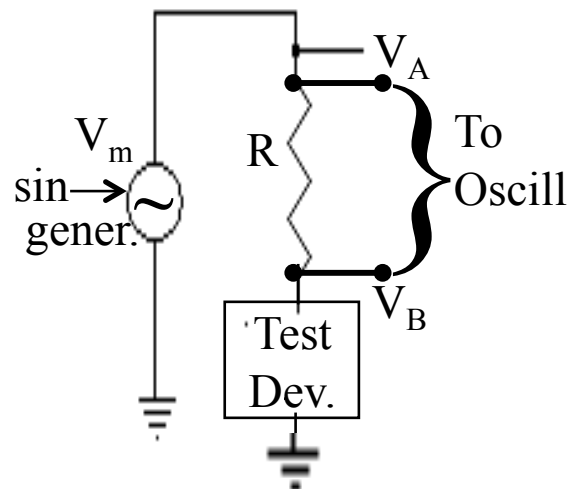 V_A
V_m
R
To
Oscill
sin
gener.
~
V_B
Test
Dev.